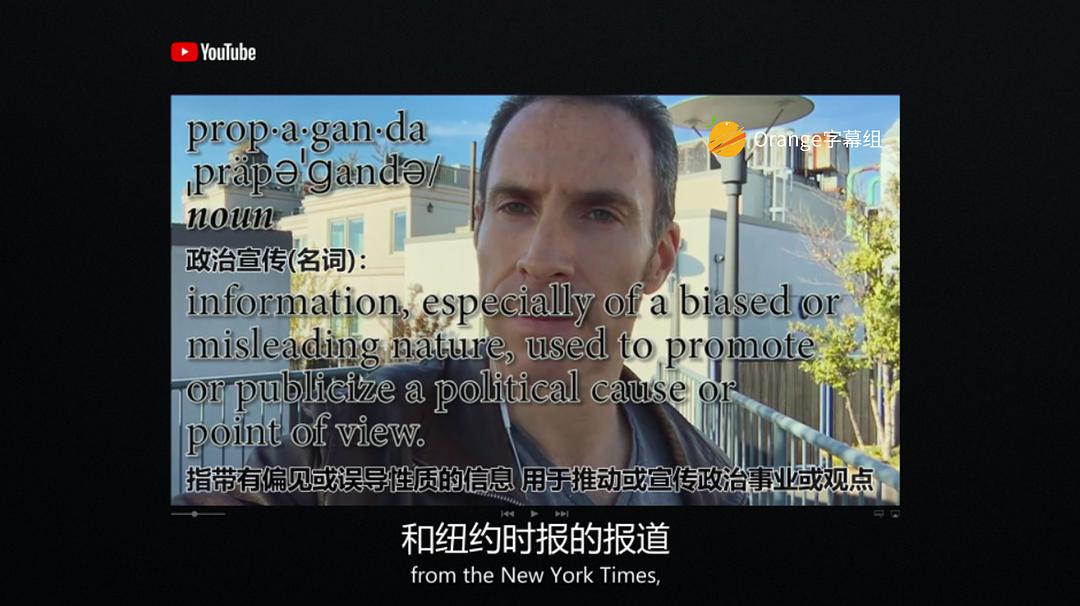 YouTube
Orange字幕组
prop·a·gan·da
ˌpräpəˈɡandə/
noun
政治宣传(名词):
information, especially of a biased or
misleading nature, used to promote
or publicize a political cause or
point of view.
指带有偏见或误导性质的信息 用于推动或宣传政治事业或观点
和纽约时报的报道
from the New York Times,